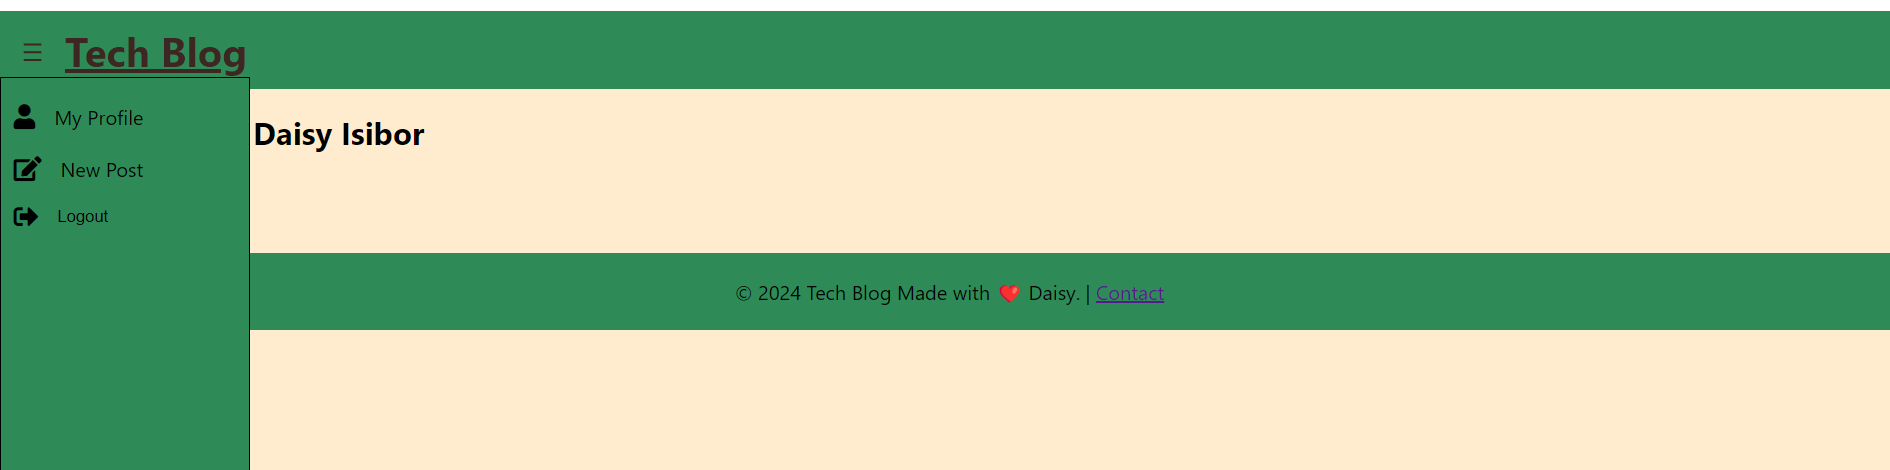 ☰ Tech Blog
My Profile
Daisy Isibor
New Post
Logout
© 2024 Tech Blog Made with ❤️ Daisy. | Contact